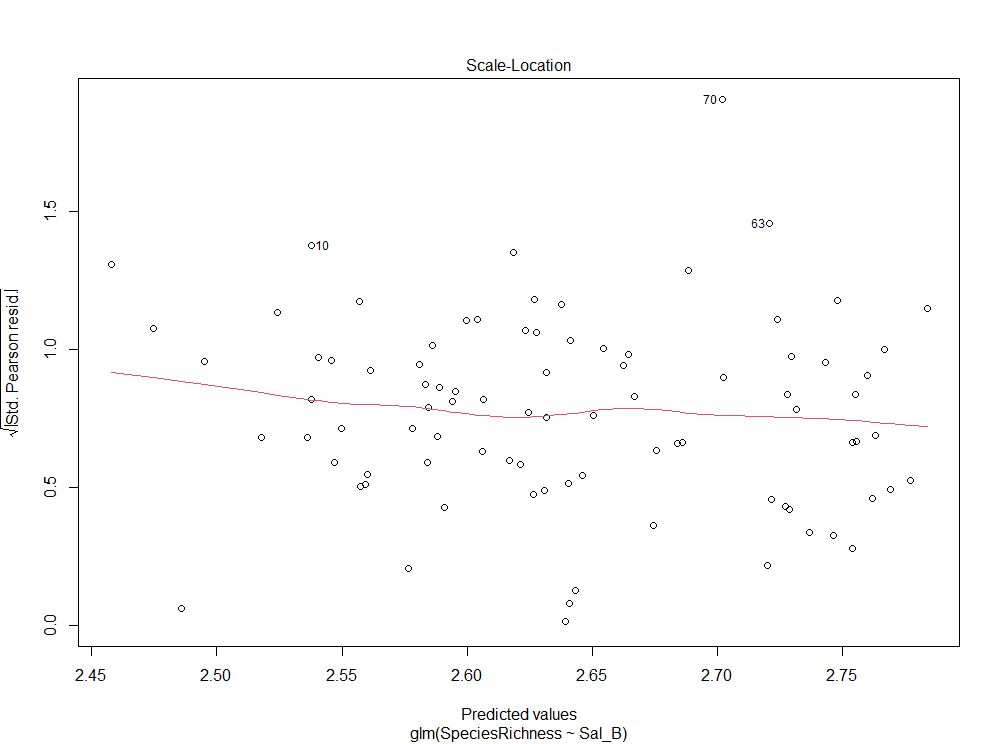 Scale-Location
√|Std. Pearson resid.|
1.5
1.0
0.5
0.0
70
63
10
2.45 2.50 2.55 2.60 2.65 2.70 2.75
Predicted values
glm(SpeciesRichness ~ Sal_B)